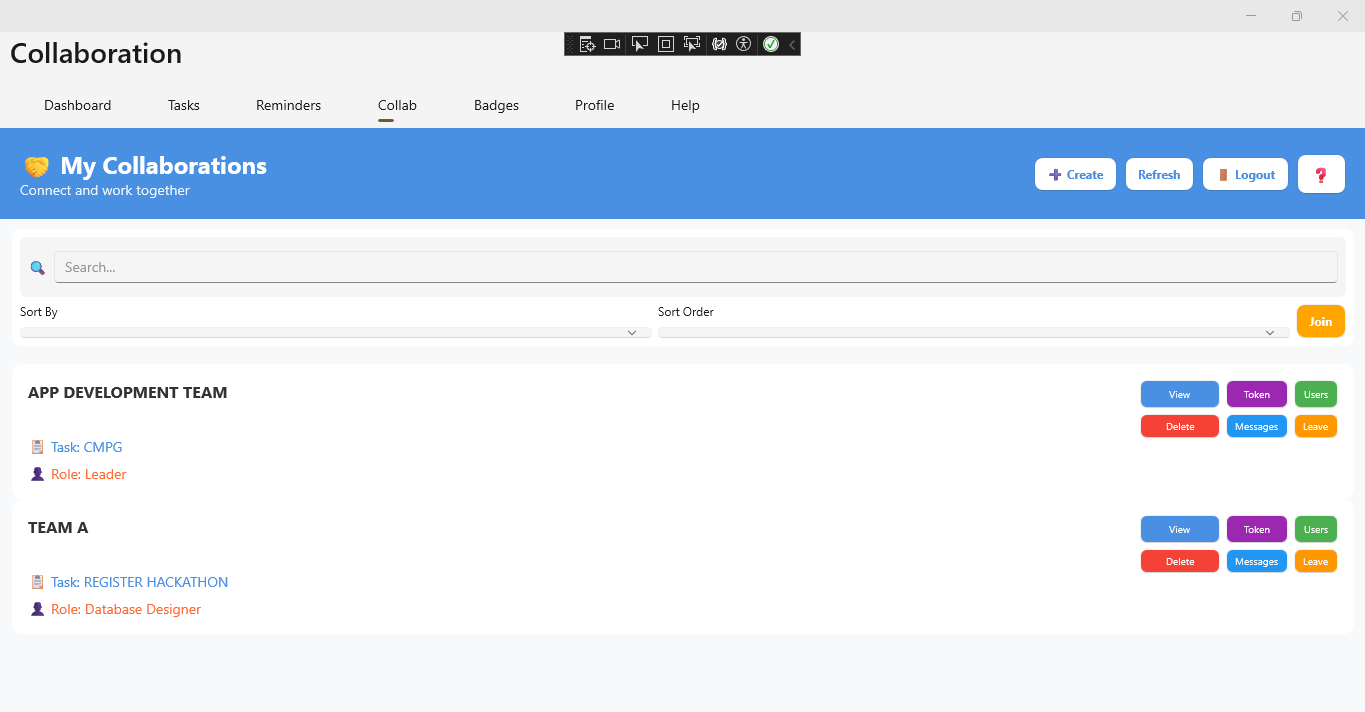 Collaboration
Dashboard Tasks Reminders Collab Badges Profile Help
My Collaborations
Connect and work together
Create Refresh Logout
Search...
Sort By Sort Order
Join
APP DEVELOPMENT TEAM
View Token Users
Delete Messages Leave
Task: CMPG
Role: Leader
TEAM A
View Token Users
Delete Messages Leave
Task: REGISTER HACKATHON
Role: Database Designer